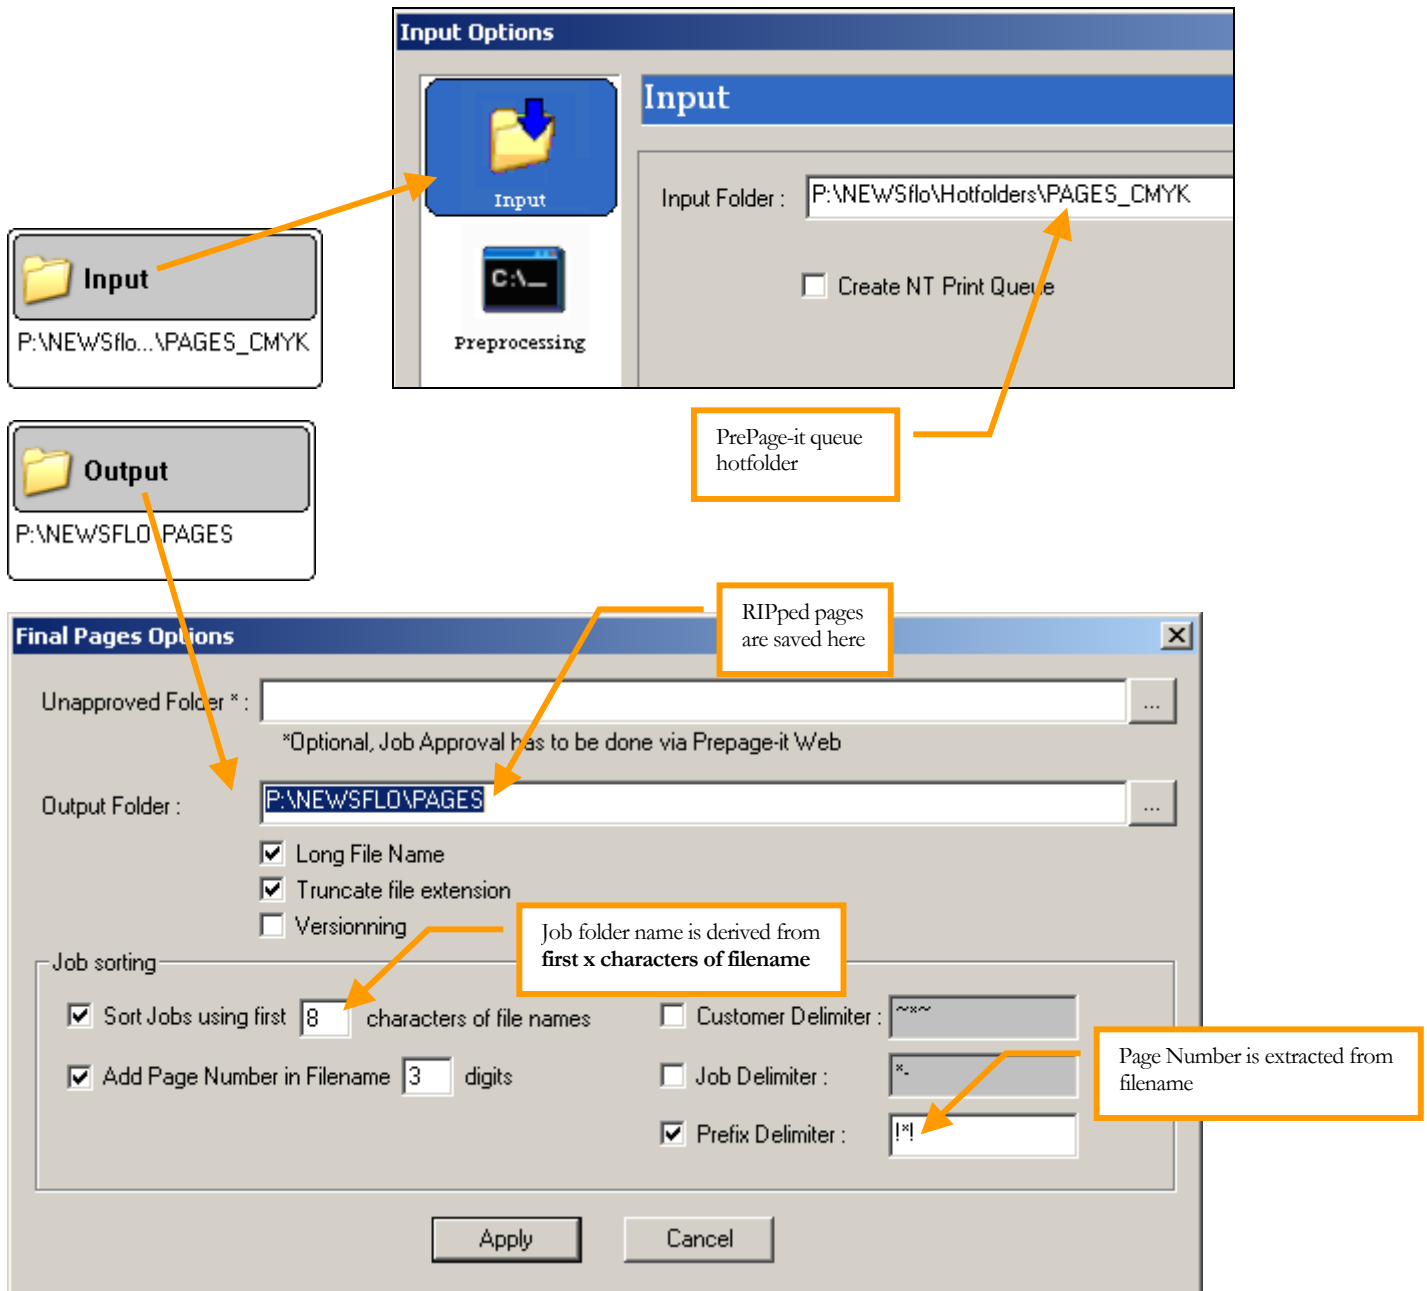 Input Options
Input
Input
Input Folder : P:\NEWSflo\Hotfolders\PAGES_CMYK
Create NT Print Queue
C:\
Preprocessing
Input
P:\NEWSflo...\PAGES_CMYK
PrePage-it queue
hotfolder
Output
P:\NEWSFLO\PAGES
RIPped pages
are saved here
Final Pages Options
Unapproved Folder * : ...
*Optional, Job Approval has to be done via Prepage-it Web
Output Folder : P:\NEWSFLO\PAGES ...
Long File Name
Truncate file extension
Versionning
Job folder name is derived from
first x characters of filename
Job sorting
Sort Jobs using first 8 characters of file names
Customer Delimiter : ~*~
Add Page Number in Filename 3 digits
Job Delimiter : *-
Prefix Delimiter : !*!
Page Number is extracted from
filename
Apply
Cancel